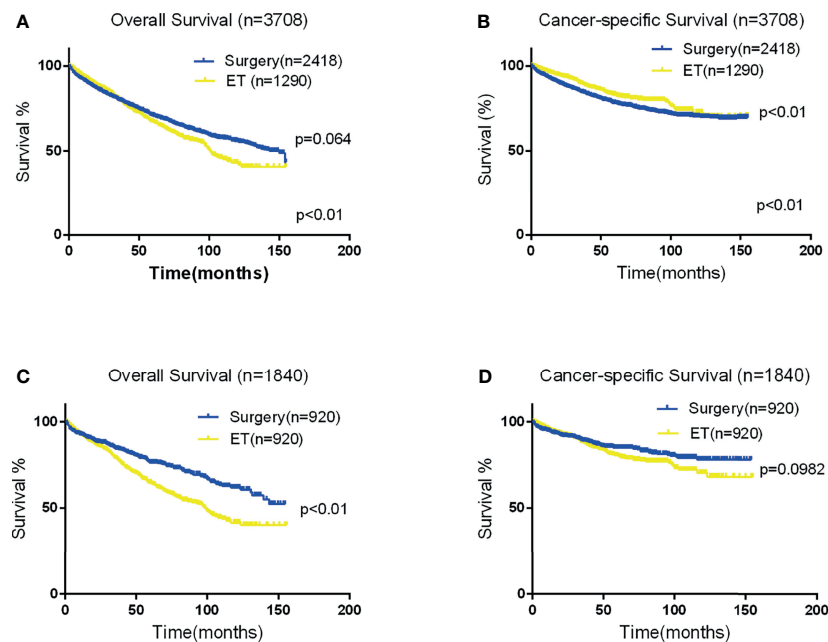 A
Overall Survival (n=3708)
Surgery(n=2418)
ET (n=1290)
100
50
0
Survival %
p=0.064
p<0.01
0 50 100 150 200
Time(months)
B
Cancer-specific Survival (n=3708)
Surgery(n=2418)
ET(n=1290)
100
50
0
Survival (%)
p<0.01
p<0.01
0 50 100 150 200
Time(months)
C
Overall Survival (n=1840)
Surgery(n=920)
ET(n=920)
100
50
0
Survival %
p<0.01
0 50 100 150 200
Time(months)
D
Cancer-specific Survival (n=1840)
Surgery(n=920)
ET(n=920)
100
50
0
Survival %
p=0.0982
0 50 100 150 200
Time(months)